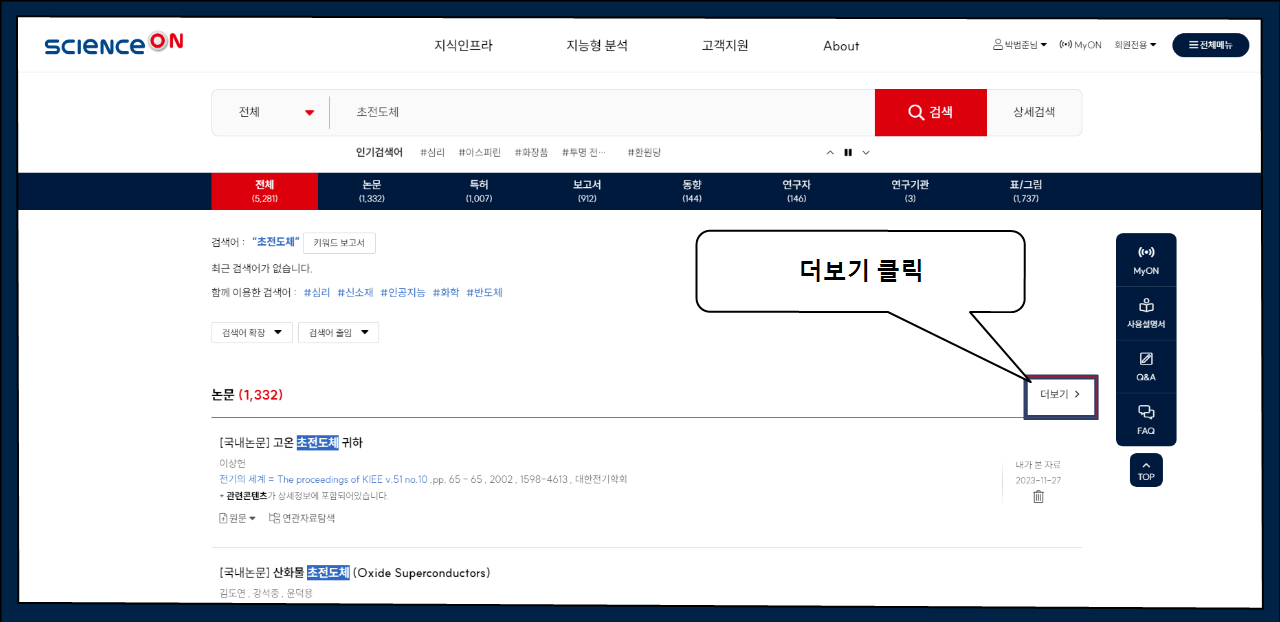 SCIENCE ON
지식인프라 지능형 분석 고객지원 About 박범준님 MyON 회원전용 전체메뉴
전체 초전도체 검색 상세검색
인기검색어 #심리 #아스피린 #화장품 #투명 전… #환원당
전체 논문 특허 보고서 동향 연구자 연구기관 표/그림
(5,281) (1,332) (1,007) (912) (144) (146) (3) (1,737)
검색어 : "초전도체" 키워드 보고서
최근 검색어가 없습니다.
함께 이용한 검색어 : #심리 #신소재 #인공지능 #화학 #반도체
검색어 확장 검색어 줄임
더보기 클릭
MyON
사용설명서
Q&A
FAQ
TOP
논문 (1,332) 더보기 >
[국내논문] 고온 초전도체 귀하
이상헌
전기의 세계 = The proceedings of KIEE v.51 no.10 ,pp. 65 - 65 , 2002 , 1598-4613 , 대한전기학회
+ 관련콘텐츠가 상세정보에 포함되어있습니다.
원문 연관자료탐색
내가 본 자료
2023-11-27
[국내논문] 산화물 초전도체 (Oxide Superconductors)
김도연 , 강석중 , 윤덕용